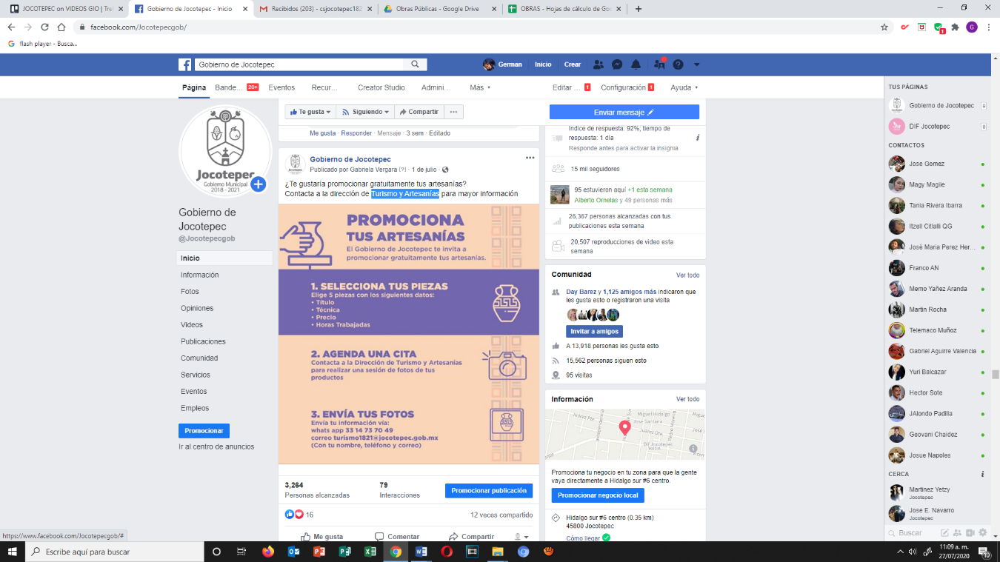 JOCOTEPEC on VIDEOS GIO | Trel
Gobierno de Jocotepec - Inicio
Recibidos (203) - csjocotepec182
Obras Públicas - Google Drive
OBRAS - Hojas de cálculo de Goo
facebook.com/Jocotepecgob/
flash player - Busca...
Gobierno de Jocotepec
German
Inicio
Crear
Página
Bande...
20+
Eventos
Recur...
Creator Studio
Admini...
Más
Editar ...
1
Configuración
1
Ayuda
Te gusta
Siguiendo
Compartir
Enviar mensaje
Me gusta · Responder · Mensaje · 3 sem · Editado
Jocotepec
Gobierno Municipal
2018 - 2021
Gobierno de
Jocotepec
@Jocotepecgob
Inicio
Información
Fotos
Opiniones
Videos
Publicaciones
Comunidad
Servicios
Eventos
Empleos
Promocionar
Ir al centro de anuncios
Gobierno de Jocotepec
Publicado por Gabriela Vergara [?] · 1 de julio ·
¿Te gustaría promocionar gratuitamente tus artesanías?
Contacta a la dirección de Turismo y Artesanías para mayor información
PROMOCIONA
TUS ARTESANÍAS
El Gobierno de Jocotepec te invita a
promocionar gratuitamente tus artesanías.
1. SELECCIONA TUS PIEZAS
Elige 5 piezas con los siguientes datos:
• Título
• Técnica
• Precio
• Horas Trabajadas
2. AGENDA UNA CITA
Contacta a la Dirección de Turismo y Artesanías
para realizar una sesión de fotos de tus
productos
3. ENVÍA TUS FOTOS
Envía tu información vía:
whats app 33 14 73 70 49
correo turismo1821@jocotepec.gob.mx
(Con tu nombre, teléfono y correo)
3,264
Personas alcanzadas
79
Interacciones
Promocionar publicación
16
12 veces compartido
Me gusta
Comentar
Compartir
Índice de respuesta: 92%; tiempo de
respuesta: 1 día
Responde antes para activar la insignia
15 mil seguidores
95 estuvieron aquí +1 esta semana
Alberto Ornelas y 49 personas más
26,367 personas alcanzadas con tus
publicaciones esta semana
20,507 reproducciones de video esta
semana
Comunidad
Ver todo
Day Barez y 1,125 amigos más indicaron que
les gusta esto o registraron una visita
Invitar a amigos
A 13,918 personas les gusta esto
15,562 personas siguen esto
95 visitas
Información
Ver todo
Juárez Pte.
Miguel Hidalgo
Jose Santana
Juárez Ote.
Independencia
Dif Jocotepec
Promociona tu negocio en tu zona para que la gente
vaya directamente a Hidalgo sur #6 centro.
Promocionar negocio local
Hidalgo sur #6 centro (0.35 km)
45800 Jocotepec
Cómo llegar
TUS PÁGINAS
Gobierno de Jocotepec
9
DIF Jocotepec
9
CONTACTOS
Jose Gomez
Magy Magiie
Tania Rivera Ibarra
Itzell Citlalli QG
José Maria Perez Her...
Franco AN
Memo Yañez Aranda
Martin Rocha
Telemaco Muñoz
Gabriel Aguirre Valencia
Yuri Balcazar
Hector Sote
JAlondo Padilla
Geovani Chaidez
Josue Napoles
CERCA
Martinez Yetzy
Jocotepec
Jose E. Navarro
Jocotepec
Buscar
https://www.facebook.com/Jocotepecgob/#
Escribe aquí para buscar
11:09 a. m.
27/07/2020
10